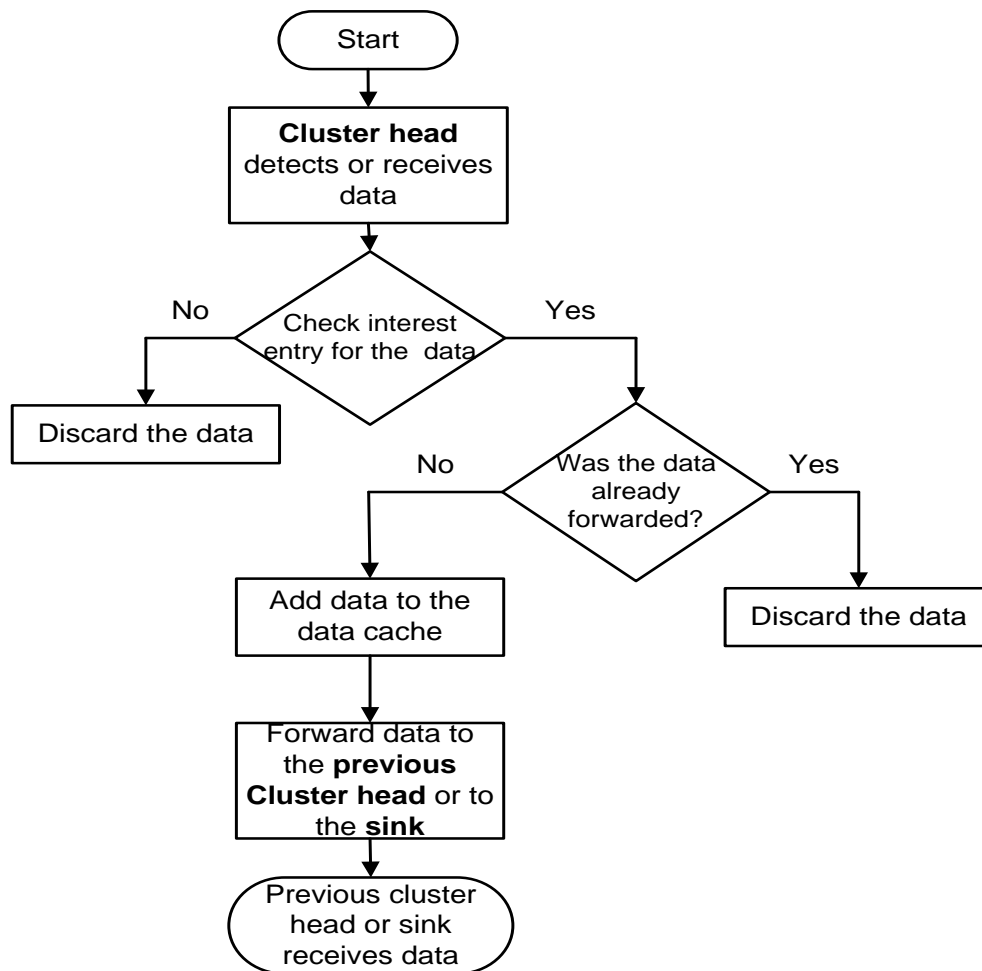 Start
Cluster head
detects or receives
data
No
Yes
Check interest
entry for the data
Discard the data
No
Yes
Was the data
already
forwarded?
Add data to the
data cache
Discard the data
Forward data to
the previous
Cluster head or to
the sink
Previous cluster
head or sink
receives data